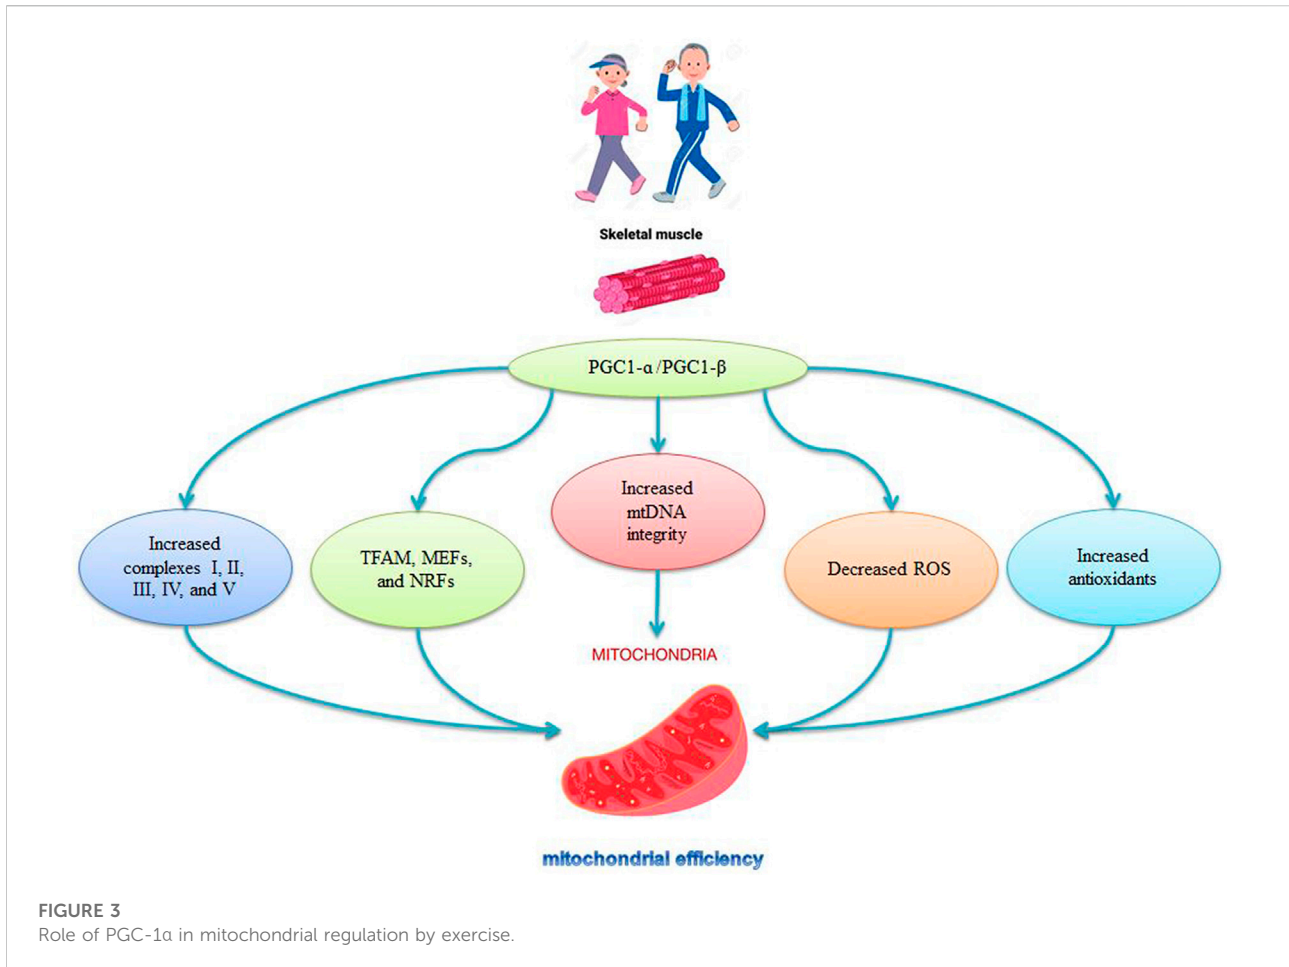 Skeletal muscle
PGC1-α/PGC1-β
Increased
complexes I, II,
III, IV, and V
TFAM, MEFs,
and NRFs
Increased
mtDNA
integrity
Decreased ROS
Increased
antioxidants
MITOCHONDRIA
mitochondrial efficiency
FIGURE 3
Role of PGC-1α in mitochondrial regulation by exercise.